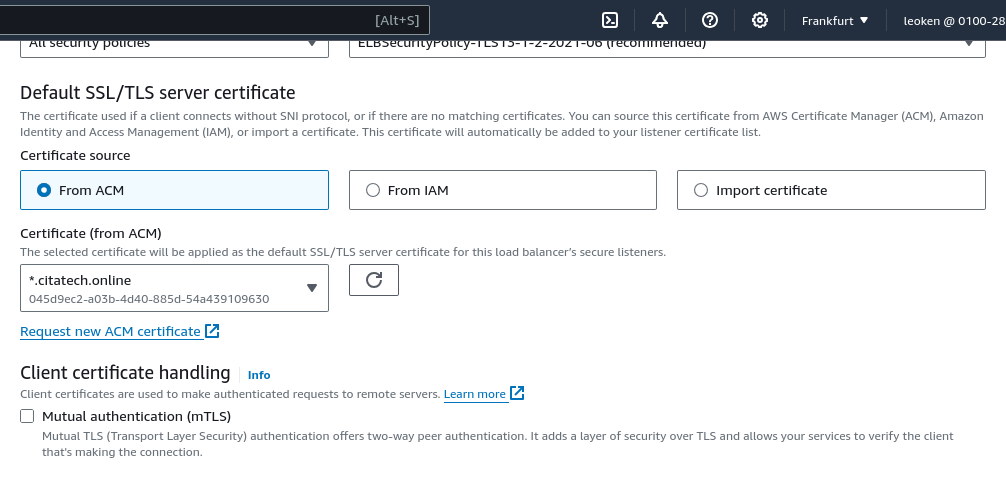 [Alt+S]
Frankfurt
leoken @ 0100-28
All security policies
ELBSecurityPolicy-TLS13-1-2-2021-06 (recommended)
Default SSL/TLS server certificate
The certificate used if a client connects without SNI protocol, or if there are no matching certificates. You can source this certificate from AWS Certificate Manager (ACM), Amazon
Identity and Access Management (IAM), or import a certificate. This certificate will automatically be added to your listener certificate list.
Certificate source
From ACM
From IAM
Import certificate
Certificate (from ACM)
The selected certificate will be applied as the default SSL/TLS server certificate for this load balancer's secure listeners.
*.citatech.online
045d9ec2-a03b-4d40-885d-54a439109630
Request new ACM certificate
Client certificate handling
Info
Client certificates are used to make authenticated requests to remote servers. Learn more
Mutual authentication (mTLS)
Mutual TLS (Transport Layer Security) authentication offers two-way peer authentication. It adds a layer of security over TLS and allows your services to verify the client
that's making the connection.